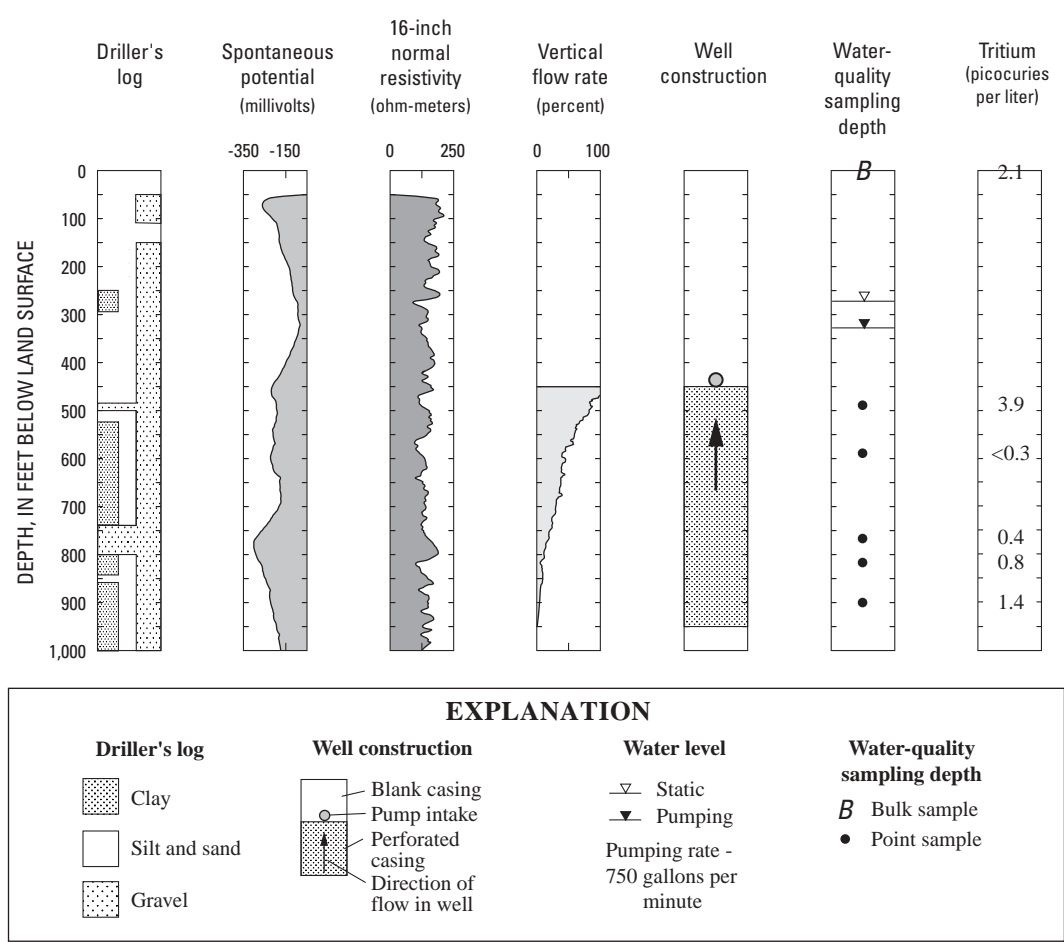 Driller's
log
Spontaneous
potential
(millivolts)
16-inch
normal
resistivity
(ohm-meters)
Vertical
flow rate
(percent)
Well
construction
Water-
quality
sampling
depth
Tritium
(picocuries
per liter)
-350 -150
0 250
0 100
DEPTH, IN FEET BELOW LAND SURFACE
0
100
200
300
400
500
600
700
800
900
1,000
B
2.1
3.9
<0.3
0.4
0.8
1.4
EXPLANATION
Driller's log
Clay
Silt and sand
Gravel
Well construction
Blank casing
Pump intake
Perforated
casing
Direction of
flow in well
Water level
Static
Pumping
Pumping rate -
750 gallons per
minute
Water-quality
sampling depth
B Bulk sample
Point sample